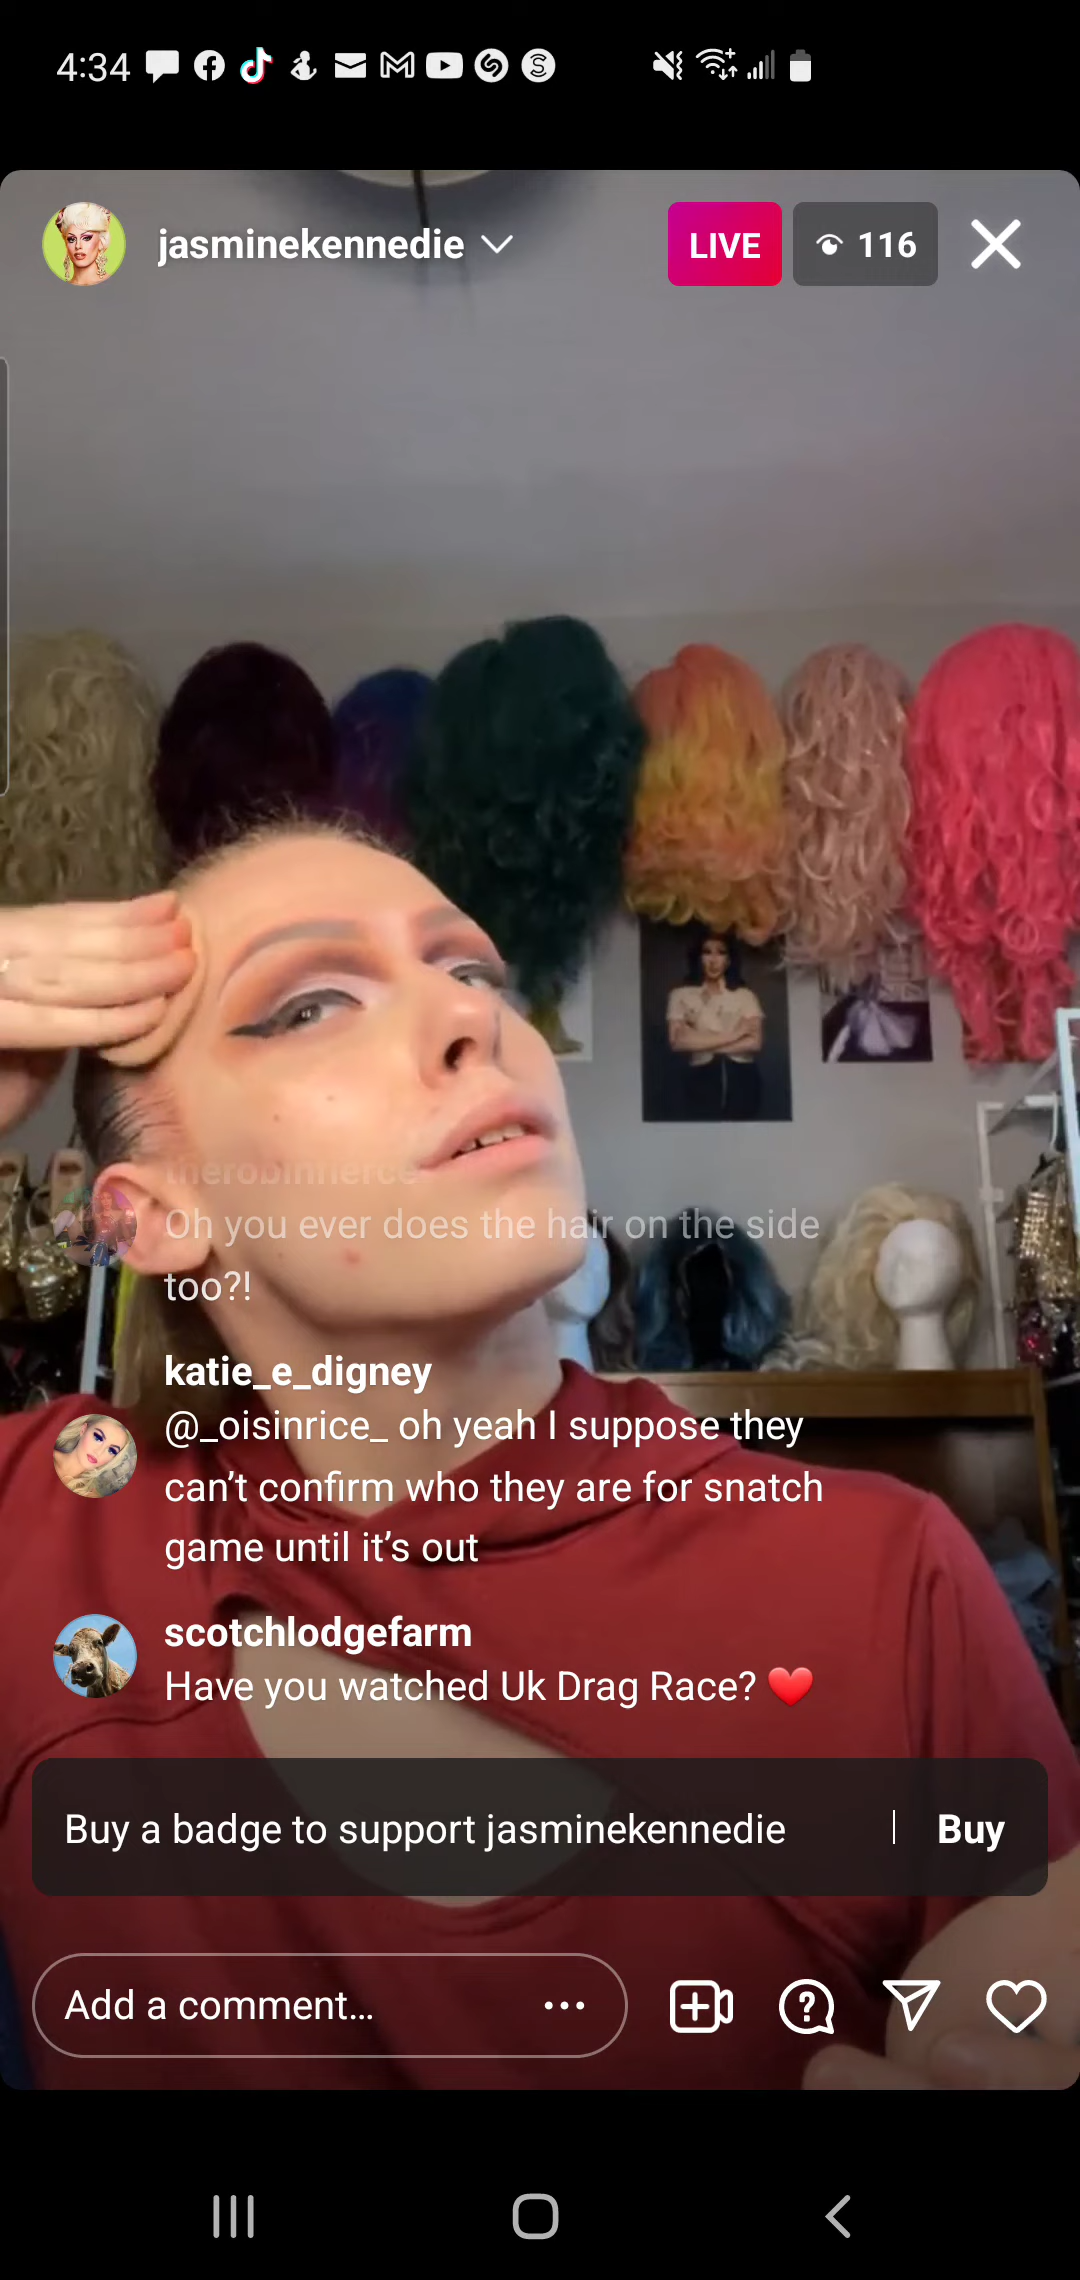 4:34
jasminekennedie
LIVE
116
therobinfierce
Oh you ever does the hair on the side
too?!
katie_e_digney
@_oisinrice_ oh yeah I suppose they
can’t confirm who they are for snatch
game until it’s out
scotchlodgefarm
Have you watched Uk Drag Race? ❤️
Buy a badge to support jasminekennedie | Buy
Add a comment...